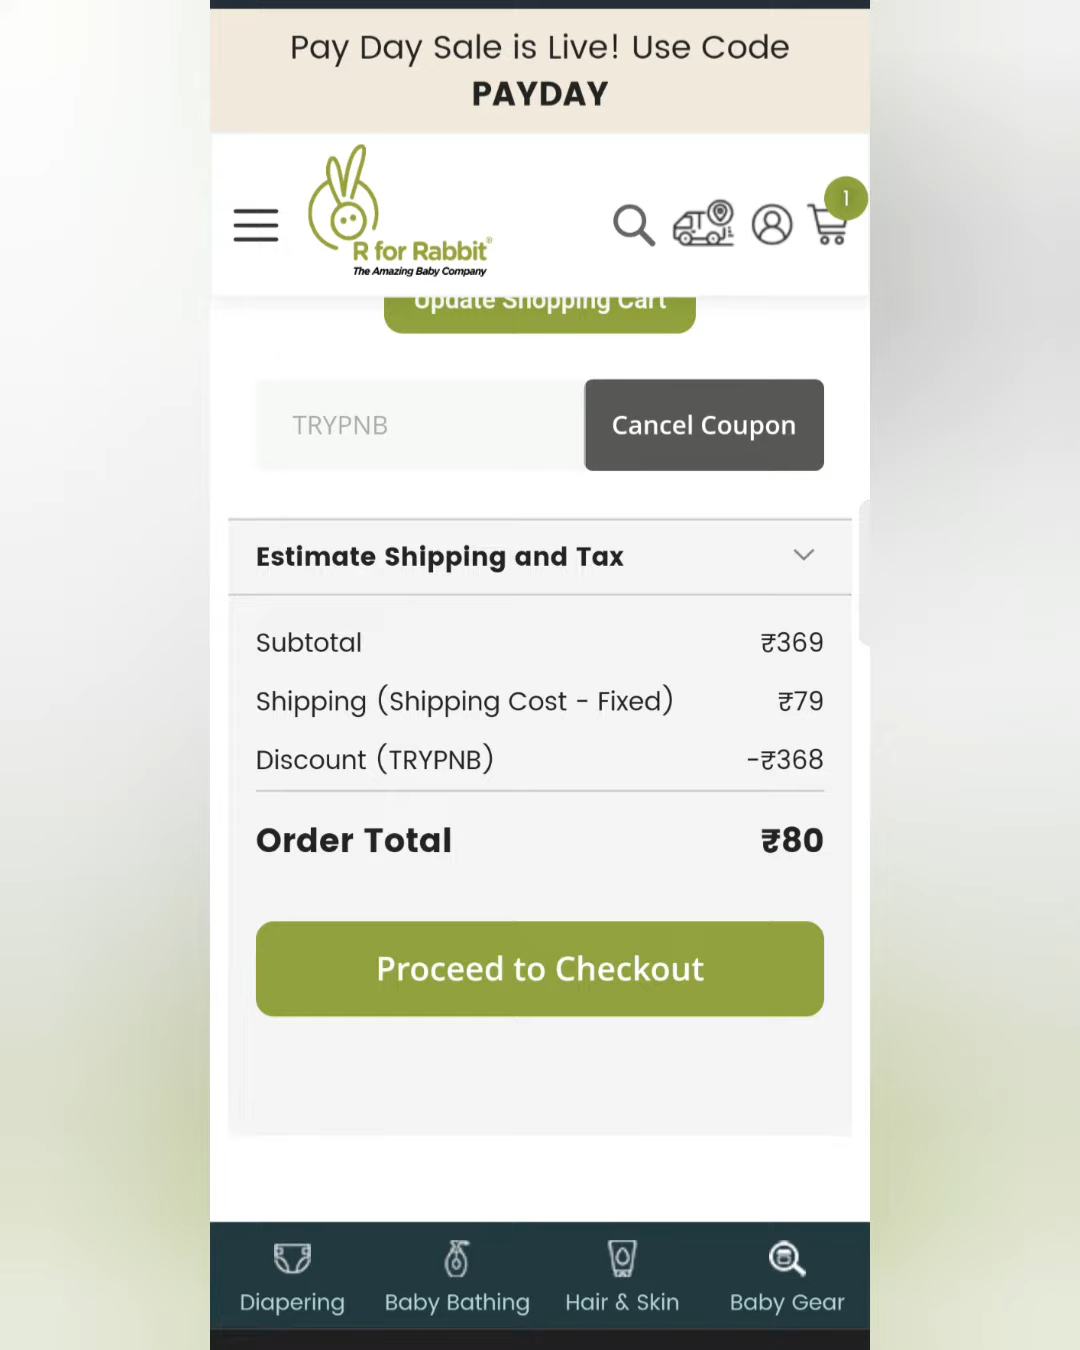 Pay Day Sale is Live! Use Code
PAYDAY
1
R for Rabbit®
The Amazing Baby Company
Update Shopping Cart
TRYPNB
Cancel Coupon
Estimate Shipping and Tax
Subtotal ₹369
Shipping (Shipping Cost - Fixed) ₹79
Discount (TRYPNB) -₹368
Order Total ₹80
Proceed to Checkout
Diapering Baby Bathing Hair & Skin Baby Gear